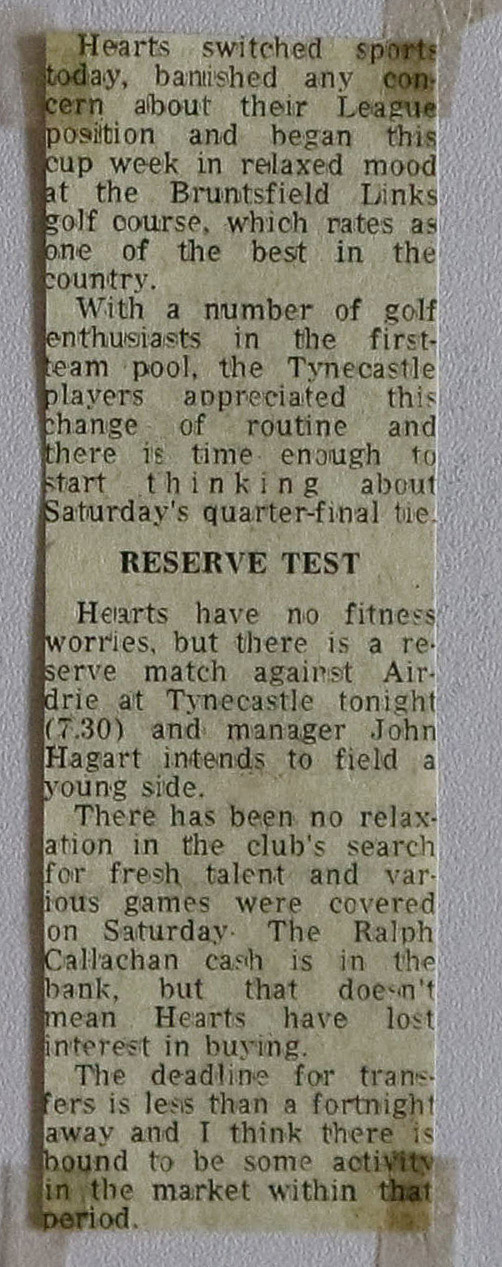 Hearts switched sports
today, banished any con-
cern about their League
position and began this
cup week in relaxed mood
at the Bruntsfield Links
golf course, which rates as
one of the best in the
country.
With a number of golf
enthusiasts in the first-
team pool, the Tynecastle
players appreciated this
change of routine and
there is time enough to
start thinking about
Saturday's quarter-final tie.
RESERVE TEST
Hearts have no fitness
worries, but there is a re-
serve match against Air-
drie at Tynecastle tonight
(7.30) and manager John
Hagart intends to field a
young side.
There has been no relax-
ation in the club's search
for fresh talent and var-
ious games were covered
on Saturday. The Ralph
Callachan cash is in the
bank, but that doesn't
mean Hearts have lost
interest in buying.
The deadline for trans-
fers is less than a fortnight
away and I think there is
bound to be some activity
in the market within that
period.